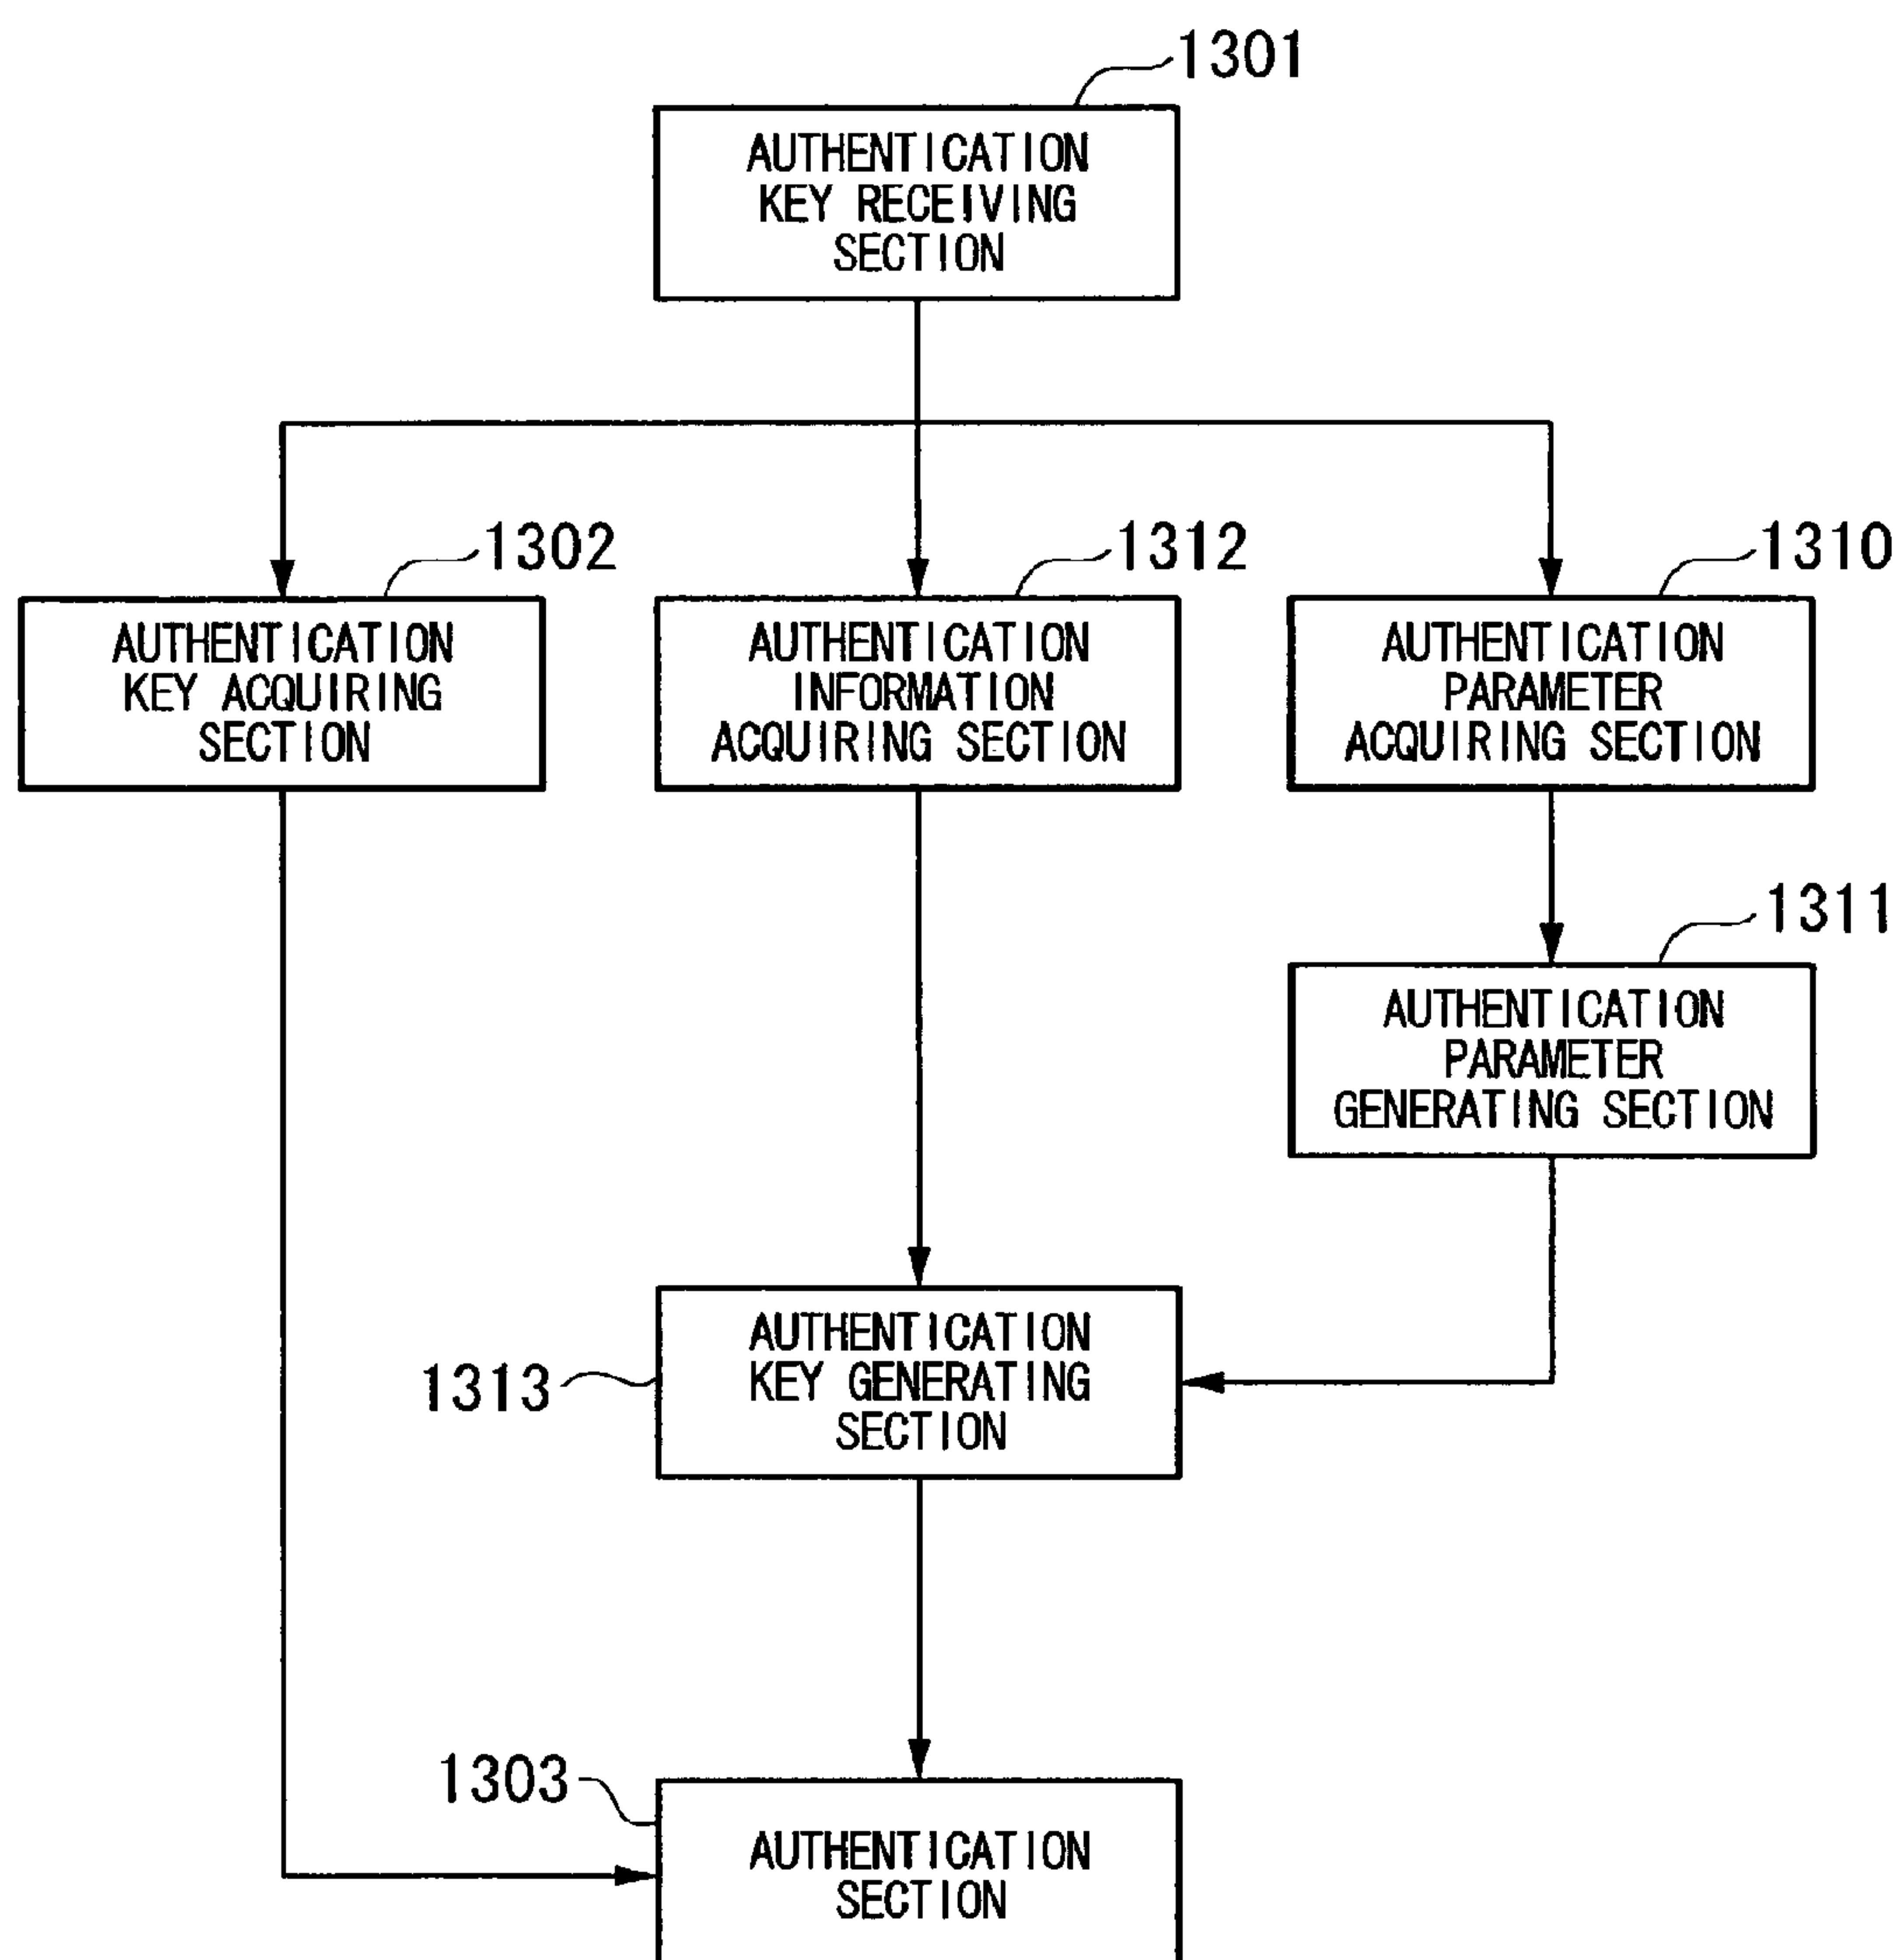 1301
AUTHENTICATION
KEY RECEIVING
SECTION
1302
1312
1310
AUTHENTICATION
KEY ACQUIRING
SECTION
AUTHENTICATION
INFORMATION
ACQUIRING SECTION
AUTHENTICATION
PARAMETER
ACQUIRING SECTION
1311
AUTHENTICATION
PARAMETER
GENERATING SECTION
1313
AUTHENTICATION
KEY GENERATING
SECTION
1303
AUTHENTICATION
SECTION